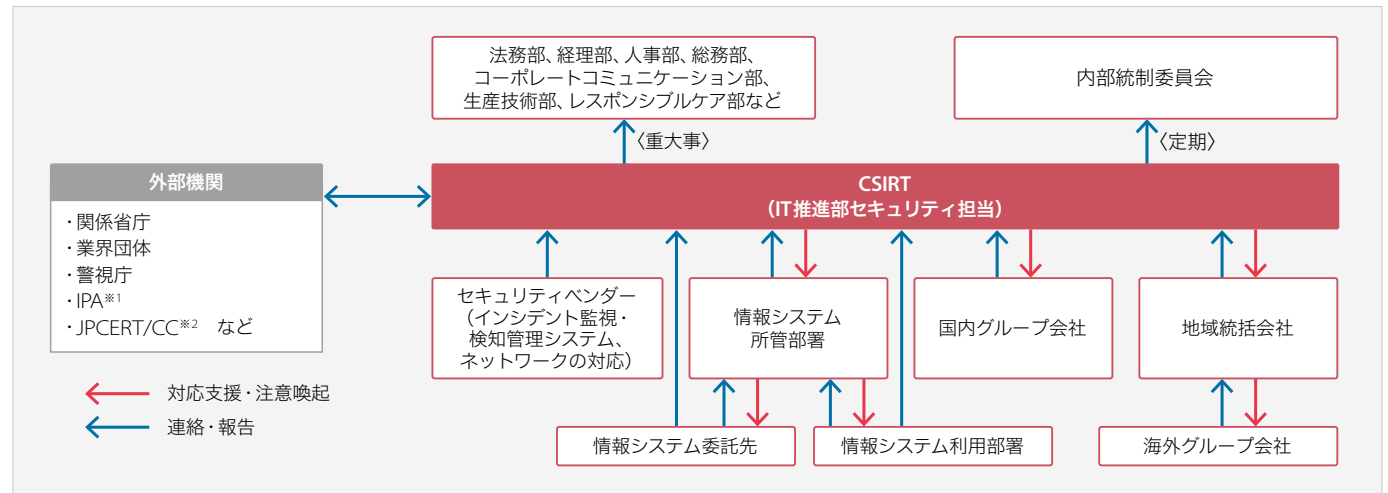 法務部、経理部、人事部、総務部、
コーポレートコミュニケーション部、
生産技術部、レスポンシブルケア部など
内部統制委員会
〈重大事〉
〈定期〉
外部機関
・関係省庁
・業界団体
・警視庁
・IPA※1
・JPCERT/CC※2 など
CSIRT
（IT推進部セキュリティ担当）
セキュリティベンダー
（インシデント監視・
検知管理システム、
ネットワークの対応）
情報システム
所管部署
国内グループ会社
地域統括会社
対応支援・注意喚起
連絡・報告
情報システム委託先
情報システム利用部署
海外グループ会社